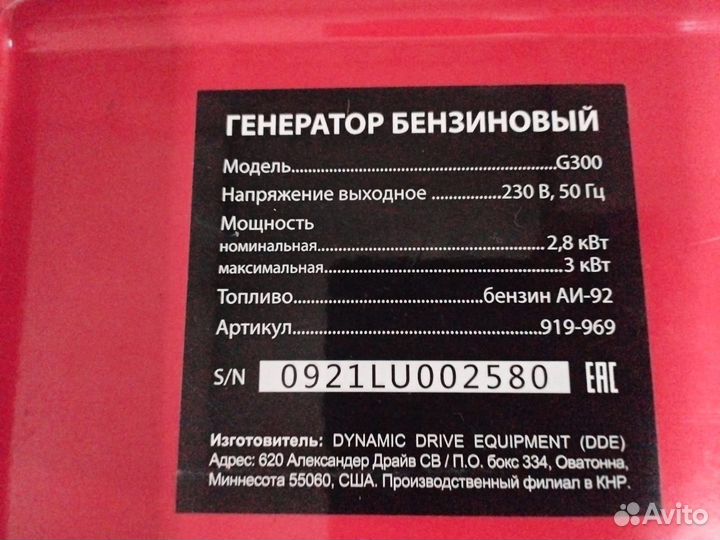 ГЕНЕРАТОР БЕНЗИНОВЫЙ
Модель........................................................G300
Напряжение выходное ..............230 В, 50 Гц
Мощность
номинальная..............................................2,8 кВт
максимальная................................................3 кВт
Топливо......................................бензин АИ-92
Артикул..................................................919-969
S/N 0921LU002580 EAC
Изготовитель: DYNAMIC DRIVE EQUIPMENT (DDE)
Адрес: 620 Александер Драйв СВ / П.О. бокс 334, Оватонна,
Миннесота 55060, США. Производственный филиал в КНР.
Avito